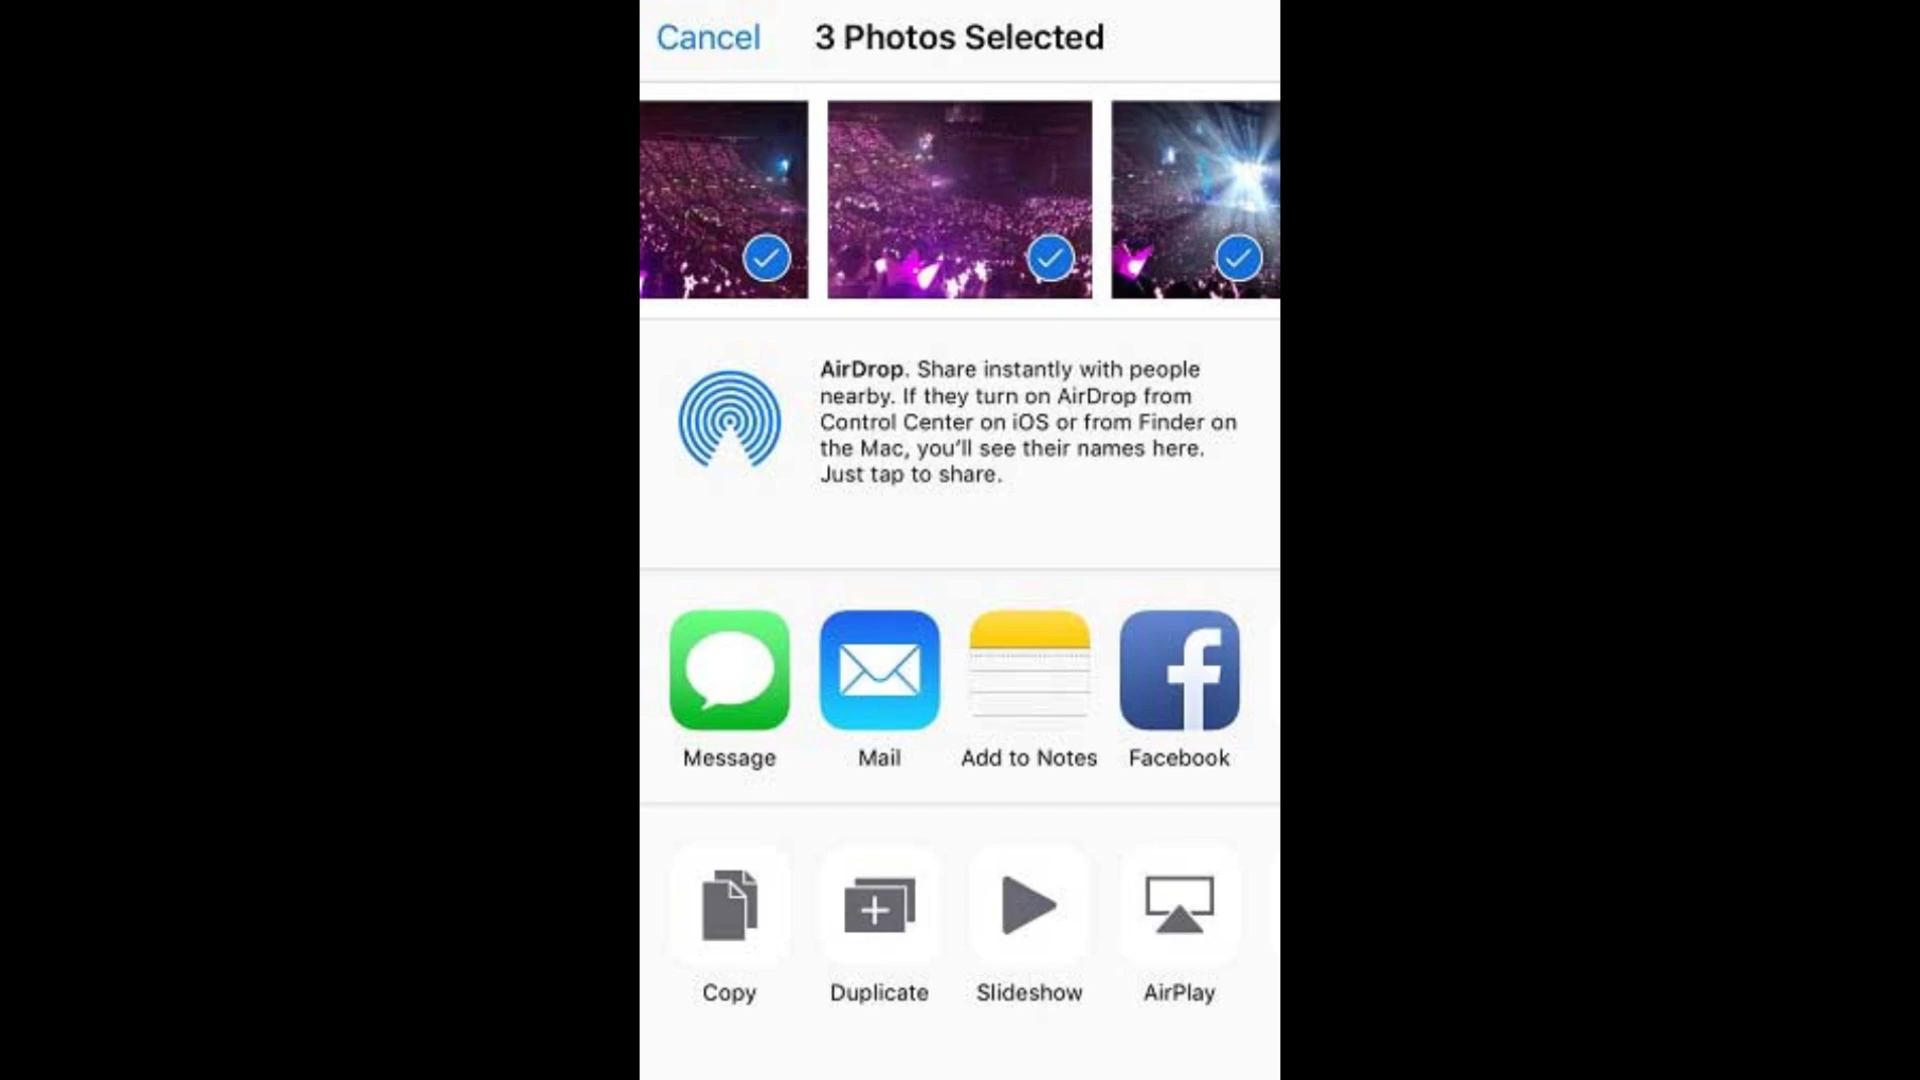 Cancel 3 Photos Selected
AirDrop. Share instantly with people
nearby. If they turn on AirDrop from
Control Center on iOS or from Finder on
the Mac, you'll see their names here.
Just tap to share.
Message Mail Add to Notes Facebook
Copy Duplicate Slideshow AirPlay